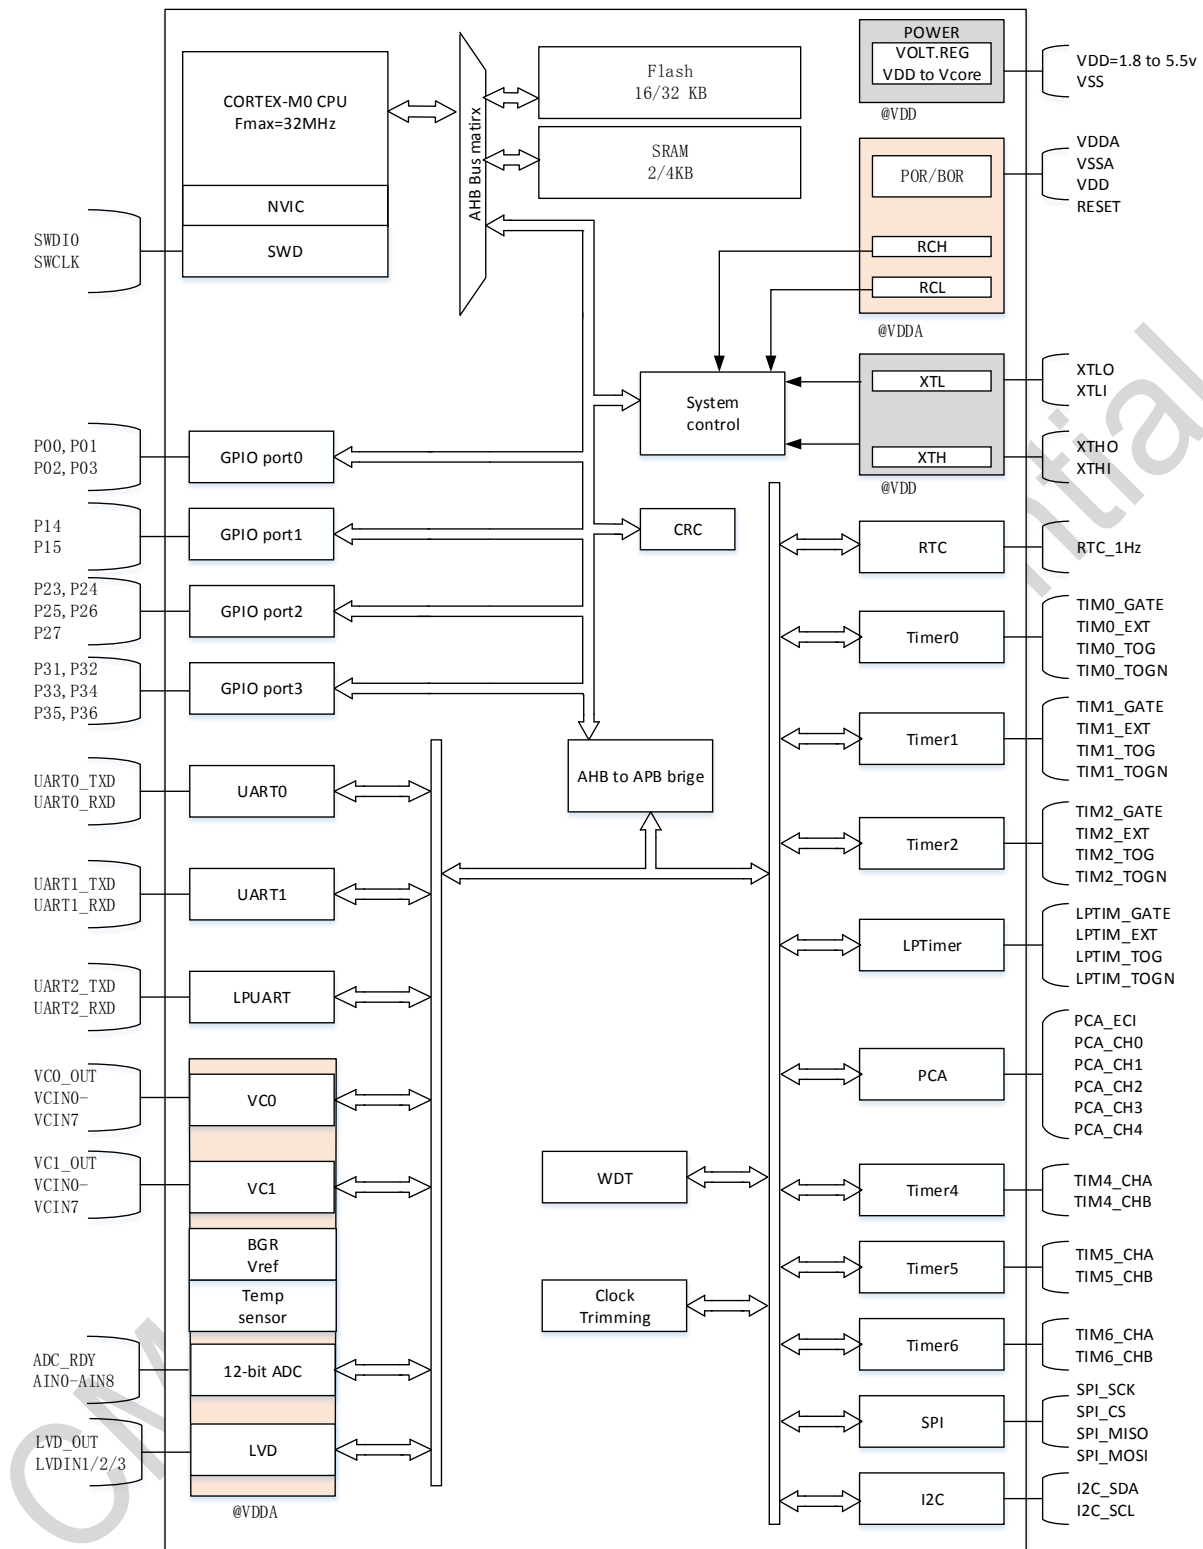 POWER
VOLT.REG
VDD to Vcore
@VDD
VDD=1.8 to 5.5v
VSS
CORTEX-M0 CPU
Fmax=32MHz
NVIC
SWD
SWDIO
SWCLK
AHB Bus matirx
Flash
16/32 KB
SRAM
2/4KB
POR/BOR
RCH
RCL
@VDDA
VDDA
VSSA
VDD
RESET
System
control
XTL
XTH
@VDD
XTLO
XTLI
XTHO
XTHI
P00,P01
P02,P03
GPIO port0
P14
P15
GPIO port1
P23,P24
P25,P26
P27
GPIO port2
P31,P32
P33,P34
P35,P36
GPIO port3
CRC
AHB to APB brige
UART0_TXD
UART0_RXD
UART0
UART1_TXD
UART1_RXD
UART1
UART2_TXD
UART2_RXD
LPUART
VC0_OUT
VCIN0-
VCIN7
VC0
VC1_OUT
VCIN0-
VCIN7
VC1
BGR
Vref
Temp
sensor
ADC_RDY
AIN0-AIN8
12-bit ADC
LVD_OUT
LVDIN1/2/3
LVD
@VDDA
WDT
Clock
Trimming
RTC
RTC_1Hz
Timer0
TIM0_GATE
TIM0_EXT
TIM0_TOG
TIM0_TOGN
Timer1
TIM1_GATE
TIM1_EXT
TIM1_TOG
TIM1_TOGN
Timer2
TIM2_GATE
TIM2_EXT
TIM2_TOG
TIM2_TOGN
LPTimer
LPTIM_GATE
LPTIM_EXT
LPTIM_TOG
LPTIM_TOGN
PCA
PCA_ECI
PCA_CH0
PCA_CH1
PCA_CH2
PCA_CH3
PCA_CH4
Timer4
TIM4_CHA
TIM4_CHB
Timer5
TIM5_CHA
TIM5_CHB
Timer6
TIM6_CHA
TIM6_CHB
SPI
SPI_SCK
SPI_CS
SPI_MISO
SPI_MOSI
I2C
I2C_SDA
I2C_SCL